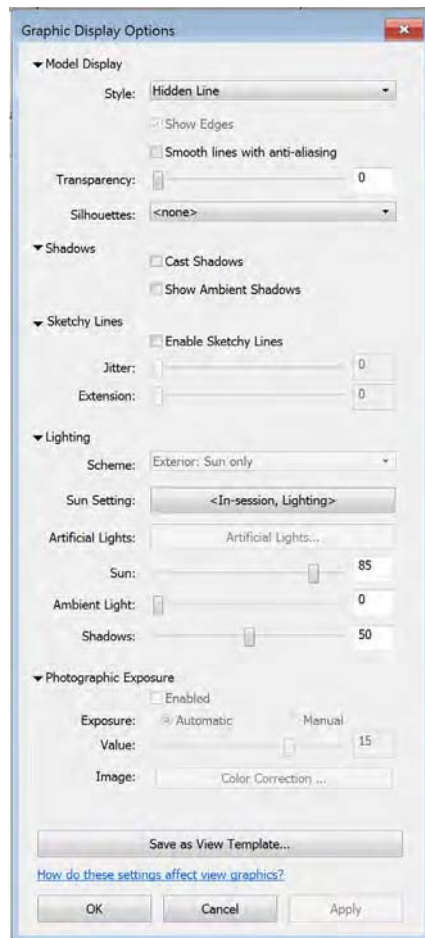 Graphic Display Options
Model Display
Style: Hidden Line
Show Edges
Smooth lines with anti-aliasing
Transparency: 0
Silhouettes: <none>
Shadows
Cast Shadows
Show Ambient Shadows
Sketchy Lines
Enable Sketchy Lines
Jitter: 0
Extension: 0
Lighting
Scheme: Exterior: Sun only
Sun Setting: <In-session, Lighting>
Artificial Lights: Artificial Lights...
Sun: 85
Ambient Light: 0
Shadows: 50
Photographic Exposure
Enabled
Exposure: Automatic Manual
Value: 15
Image: Color Correction ...
Save as View Template...
How do these settings affect view graphics?
OK Cancel Apply